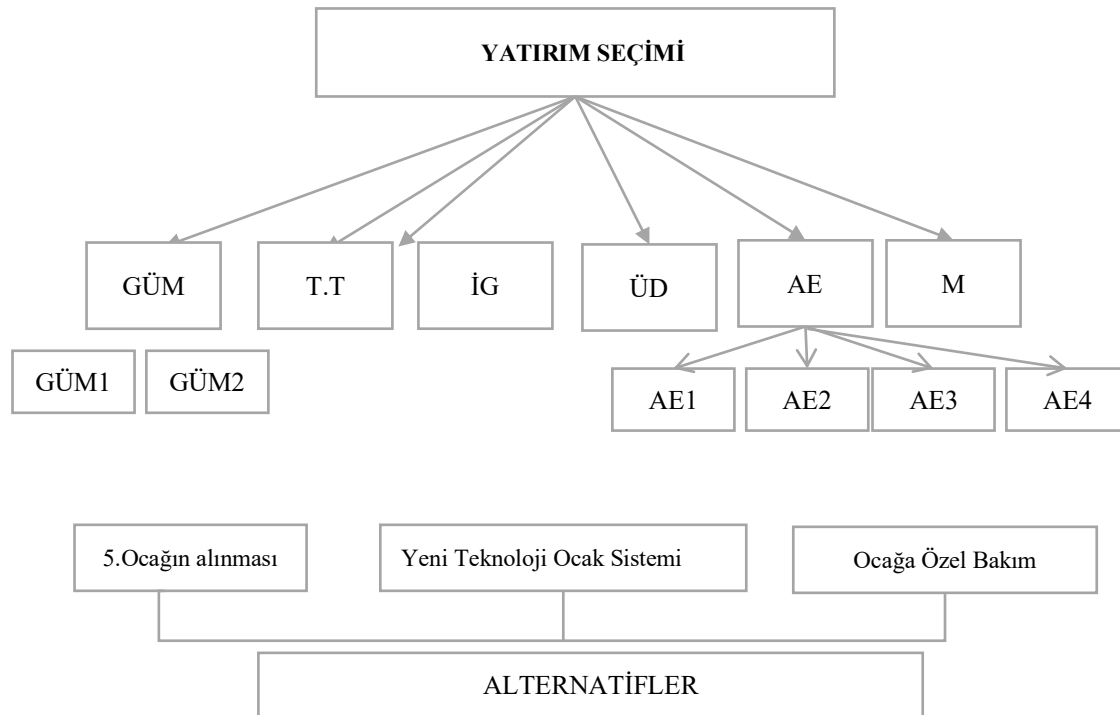 YATIRIM SEÇİMİ
GÜM
T.T
İG
ÜD
AE
M
GÜM1
GÜM2
AE1
AE2
AE3
AE4
5.Ocağın alınması
Yeni Teknoloji Ocak Sistemi
Ocağa Özel Bakım
ALTERNATİFLER